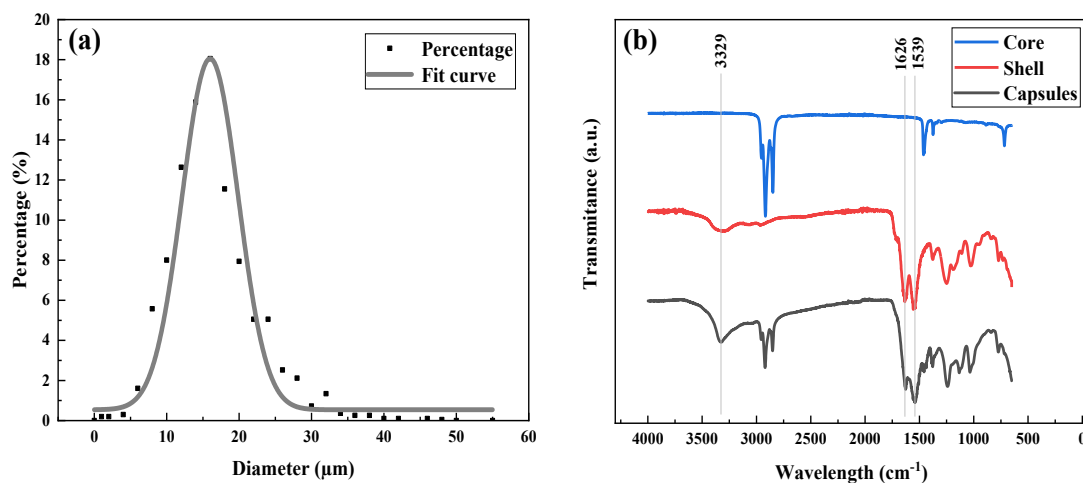 (a)
Percentage
Fit curve
Percentage (%)
20
18
16
14
12
10
8
6
4
2
0
0 10 20 30 40 50 60
Diameter (µm)
(b)
3329
1626
1539
Core
Shell
Capsules
Transmitance (a.u.)
4000 3500 3000 2500 2000 1500 1000 500 0
Wavelength (cm⁻¹)